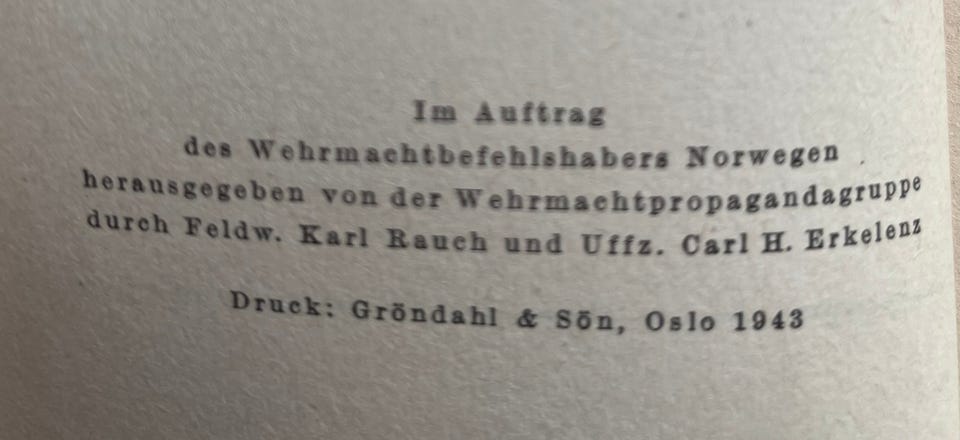 Im Auftrag
des Wehrmachtbefehlshabers Norwegen
herausgegeben von der Wehrmachtpropagandagruppe
durch Feldw. Karl Rauch und Uffz. Carl H. Erkelenz
Druck: Gröndahl & Sön, Oslo 1943